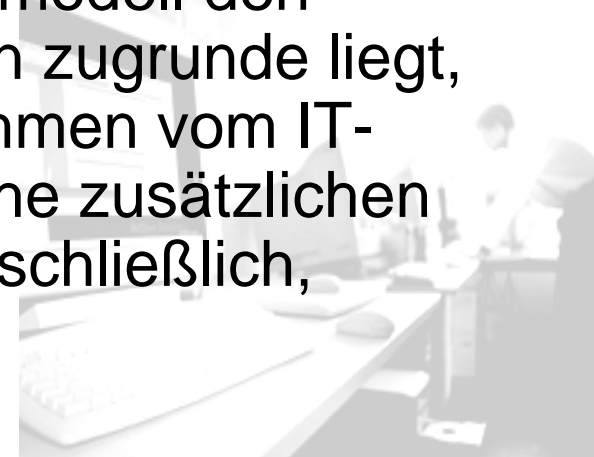 n zugrunde liegt,
hmen vom IT-
ne zusätzlichen
schließlich,